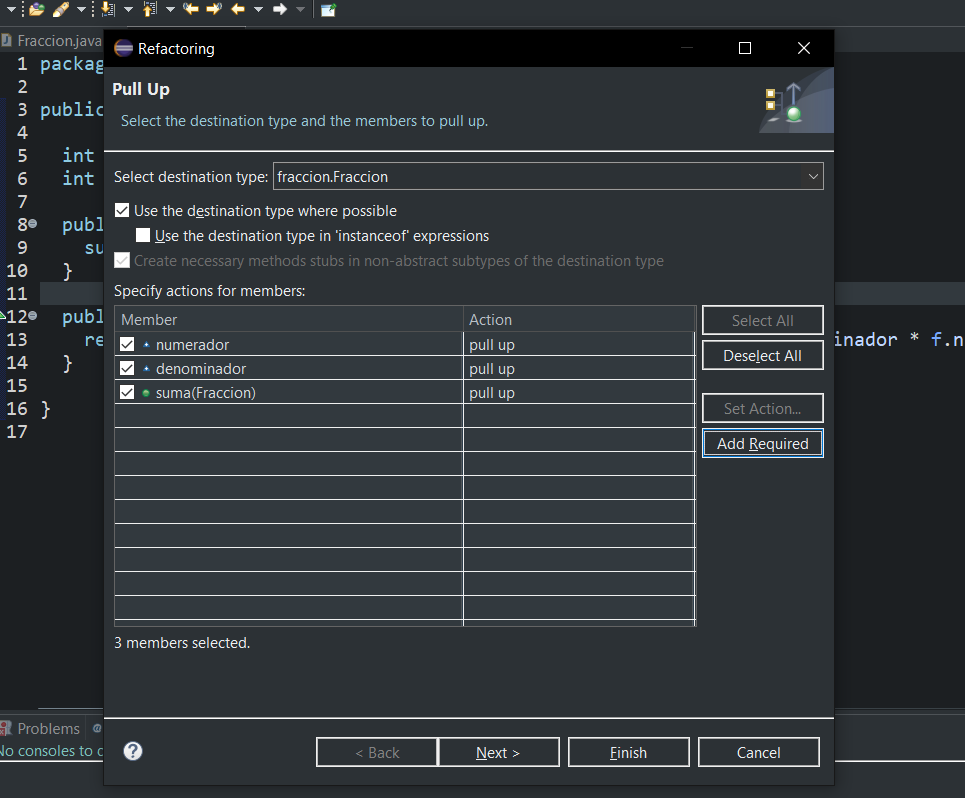 Fraccion.java
Refactoring
1 packag
2
3 public
4
5 int
6 int
7
8 publ
9 su
10 }
11
12 publ
13 re
inador * f.n
14 }
15
16 }
17
Pull Up
Select the destination type and the members to pull up.
Select destination type: fraccion.Fraccion
Use the destination type where possible
Use the destination type in 'instanceof' expressions
Create necessary methods stubs in non-abstract subtypes of the destination type
Specify actions for members:
Member Action
numerador pull up
denominador pull up
suma(Fraccion) pull up
Select All
Deselect All
Set Action...
Add Required
3 members selected.
Problems @
No consoles to
?
< Back Next > Finish Cancel